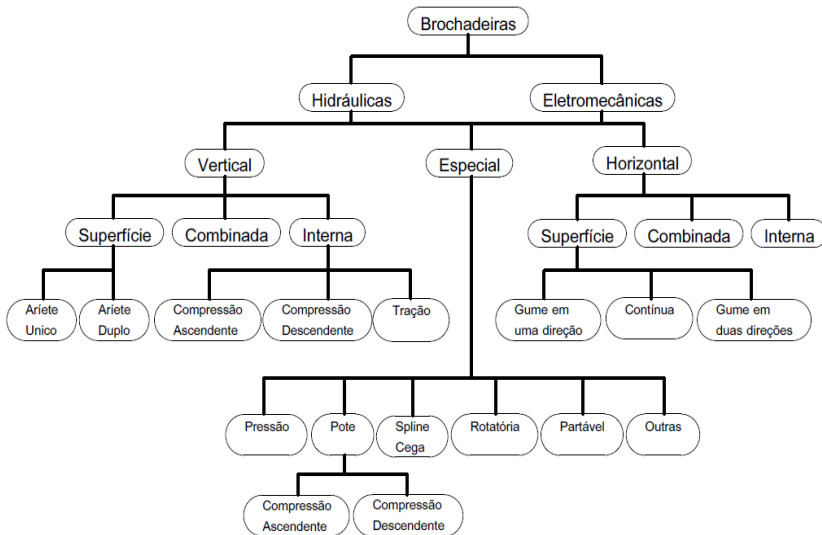 Brochadeiras
Hidráulicas
Eletromecânicas
Vertical
Especial
Horizontal
Superfície
Combinada
Interna
Superfície
Combinada
Interna
Aríete
Unico
Aríete
Duplo
Compressão
Ascendente
Compressão
Descendente
Tração
Gume em
uma direção
Contínua
Gume em
duas direções
Pressão
Pote
Spline
Cega
Rotatória
Partável
Outras
Compressão
Ascendente
Compressão
Descendente